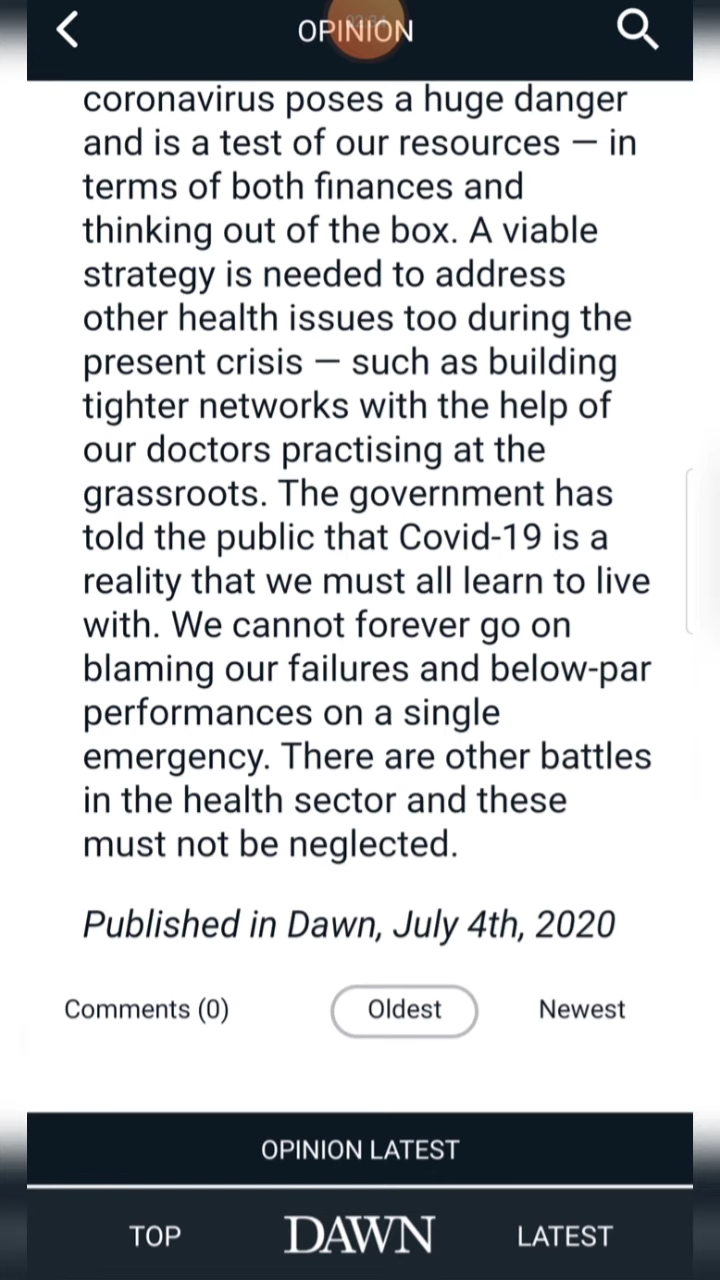 OPINION
coronavirus poses a huge danger
and is a test of our resources — in
terms of both finances and
thinking out of the box. A viable
strategy is needed to address
other health issues too during the
present crisis — such as building
tighter networks with the help of
our doctors practising at the
grassroots. The government has
told the public that Covid-19 is a
reality that we must all learn to live
with. We cannot forever go on
blaming our failures and below-par
performances on a single
emergency. There are other battles
in the health sector and these
must not be neglected.
Published in Dawn, July 4th, 2020
Comments (0) Oldest Newest
OPINION LATEST
TOP DAWN LATEST